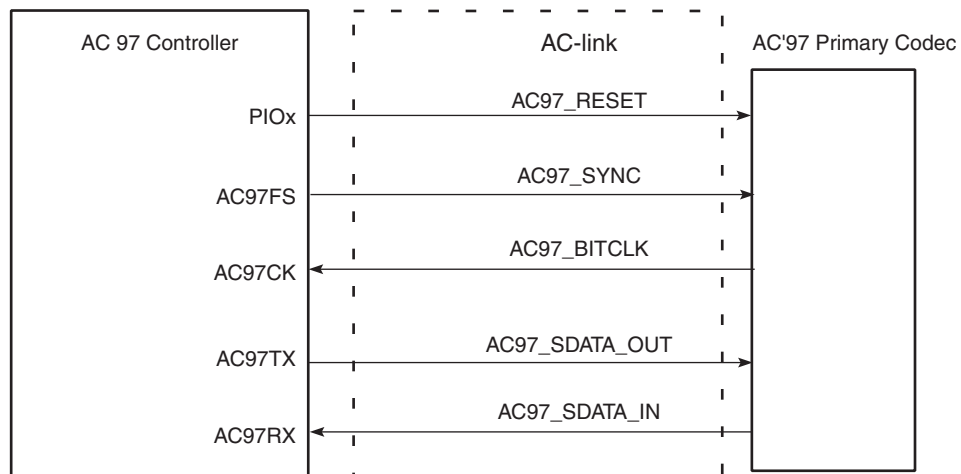 AC 97 Controller
AC-link
AC'97 Primary Codec
PIOx
AC97_RESET
AC97FS
AC97_SYNC
AC97CK
AC97_BITCLK
AC97TX
AC97_SDATA_OUT
AC97RX
AC97_SDATA_IN